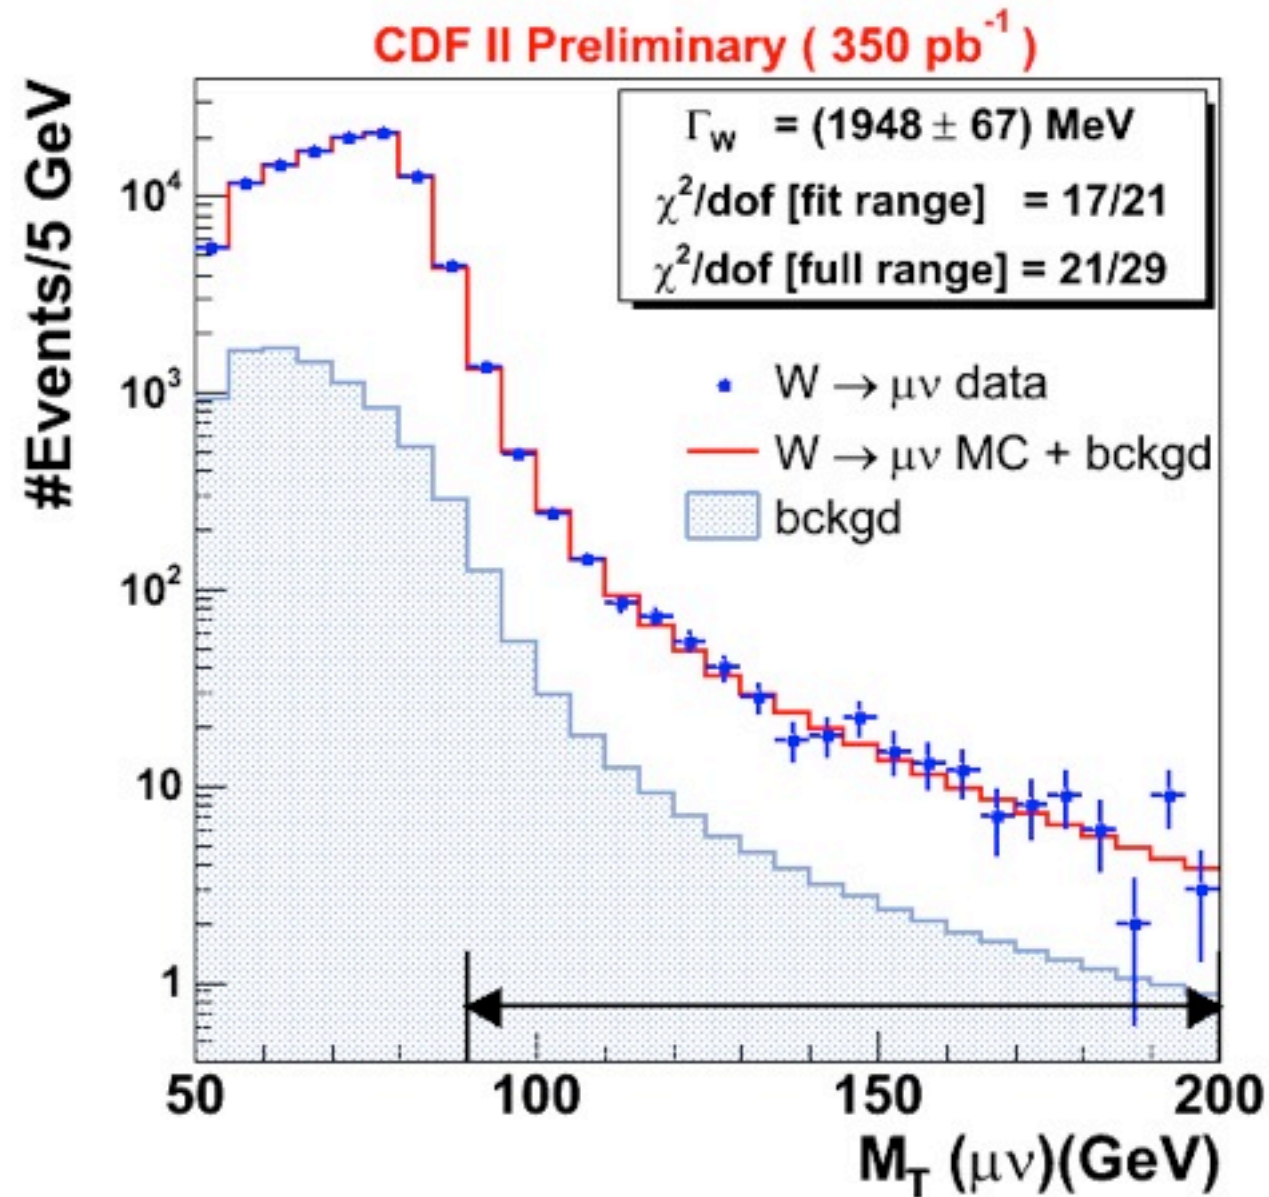 CDF II Preliminary ( 350 pb⁻¹ )
#Events/5 GeV
Γ_W = (1948 ± 67) MeV
χ²/dof [fit range] = 17/21
χ²/dof [full range] = 21/29
W → μν data
W → μν MC + bckgd
bckgd
10⁴
10³
10²
10
1
50 100 150 200
M_T (μν)(GeV)